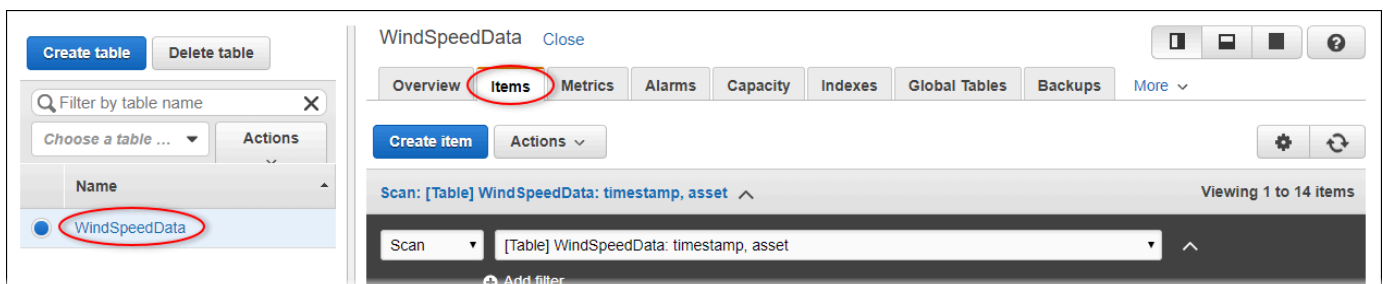 Create table
Delete table
Filter by table name
Choose a table ...
Actions
Name
WindSpeedData
WindSpeedData Close
Overview Items Metrics Alarms Capacity Indexes Global Tables Backups More
Create item
Actions
Scan: [Table] WindSpeedData: timestamp, asset
Viewing 1 to 14 items
Scan
[Table] WindSpeedData: timestamp, asset
Add filter